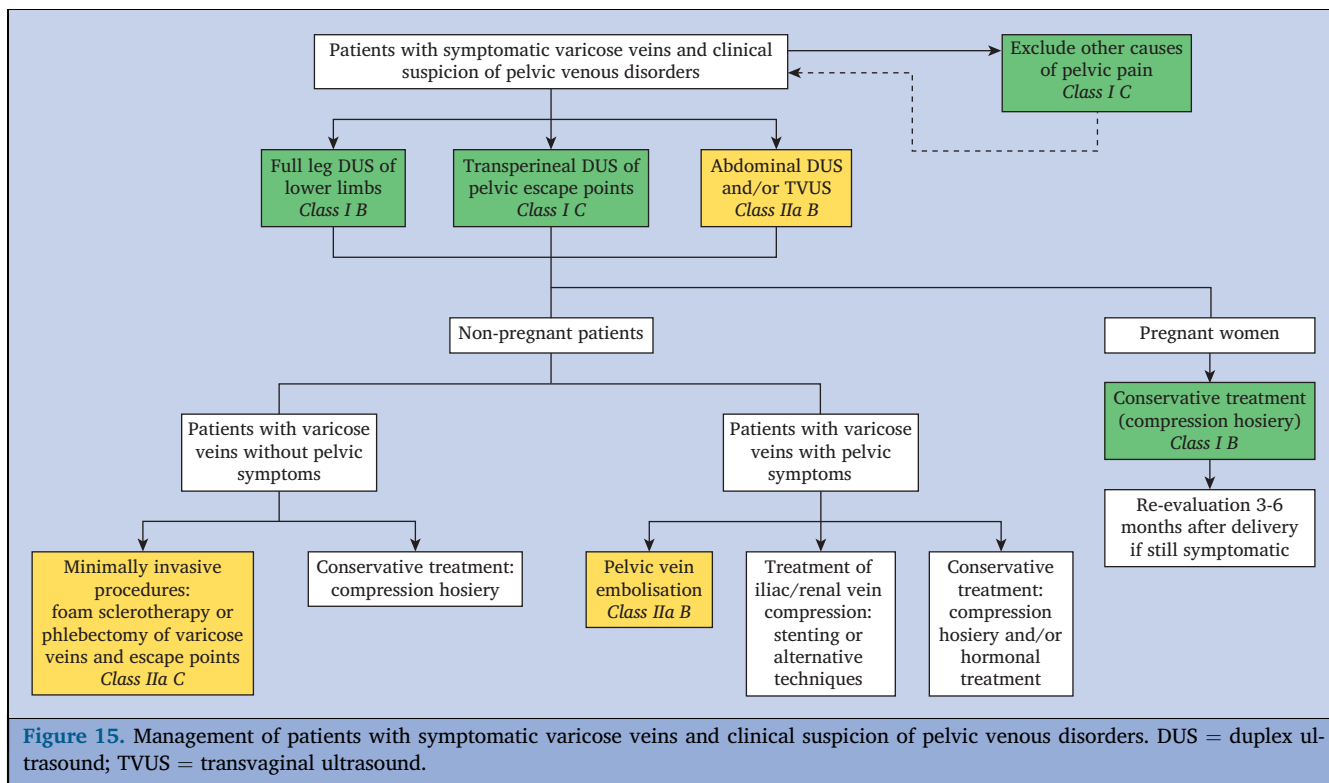 Patients with symptomatic varicose veins and clinical
suspicion of pelvic venous disorders
Exclude other causes
of pelvic pain
Class I C
Full leg DUS of
lower limbs
Class I B
Transperineal DUS of
pelvic escape points
Class I C
Abdominal DUS
and/or TVUS
Class IIa B
Non-pregnant patients
Pregnant women
Patients with varicose
veins without pelvic
symptoms
Patients with varicose
veins with pelvic
symptoms
Conservative treatment
(compression hosiery)
Class I B
Re-evaluation 3-6
months after delivery
if still symptomatic
Minimally invasive
procedures:
foam sclerotherapy or
phlebectomy of varicose
veins and escape points
Class IIa C
Conservative treatment:
compression hosiery
Pelvic vein
embolisation
Class IIa B
Treatment of
iliac/renal vein
compression:
stenting or
alternative
techniques
Conservative
treatment:
compression
hosiery and/or
hormonal
treatment
Figure 15. Management of patients with symptomatic varicose veins and clinical suspicion of pelvic venous disorders. DUS = duplex ul-
trasound; TVUS = transvaginal ultrasound.